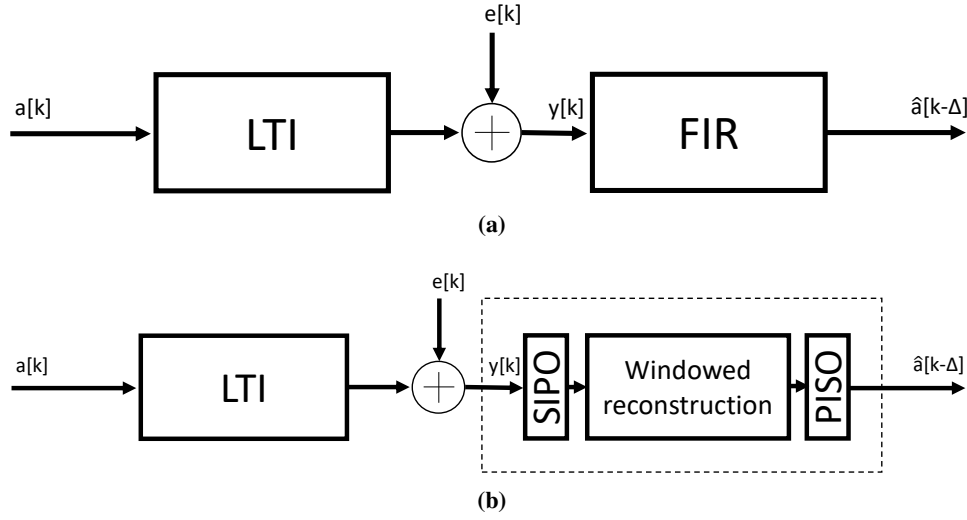 e[k]
a[k]
LTI
y[k]
FIR
â[k-Δ]
(a)
e[k]
a[k]
LTI
y[k]
SIPO
Windowed
reconstruction
PISO
â[k-Δ]
(b)